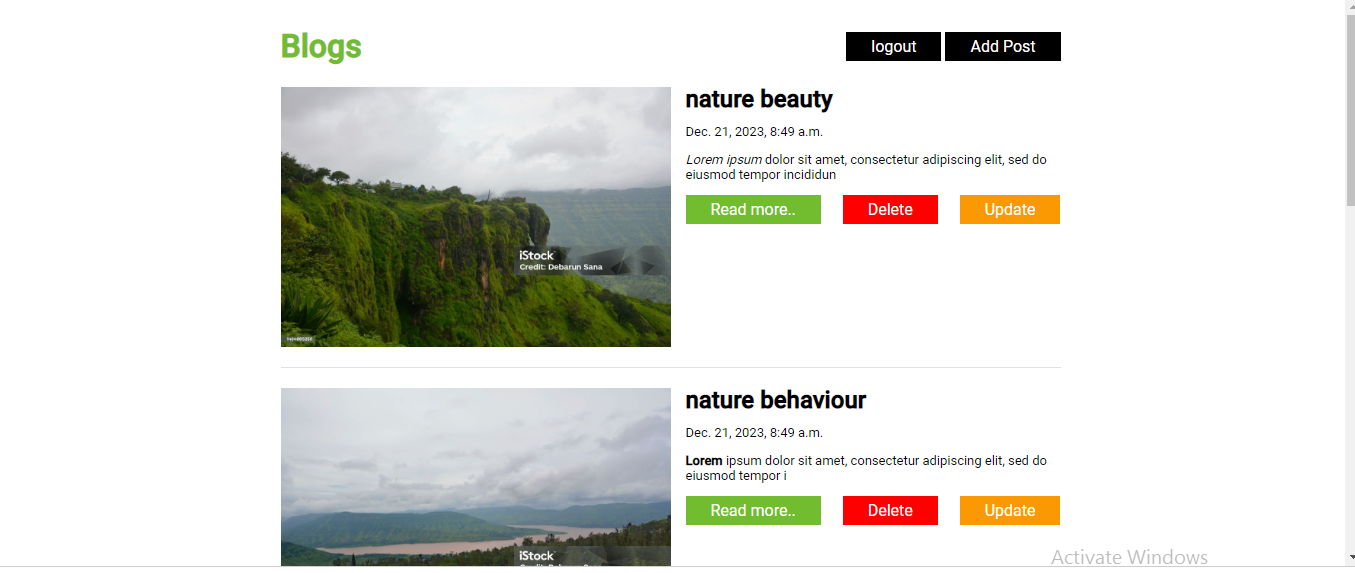 Blogs
logout
Add Post
nature beauty
Dec. 21, 2023, 8:49 a.m.
Lorem ipsum dolor sit amet, consectetur adipiscing elit, sed do
eiusmod tempor incididun
Read more..
Delete
Update
iStock
Credit: Debarun Sana
nature behaviour
Dec. 21, 2023, 8:49 a.m.
Lorem ipsum dolor sit amet, consectetur adipiscing elit, sed do
eiusmod tempor i
Read more..
Delete
Update
iStock
Activate Windows